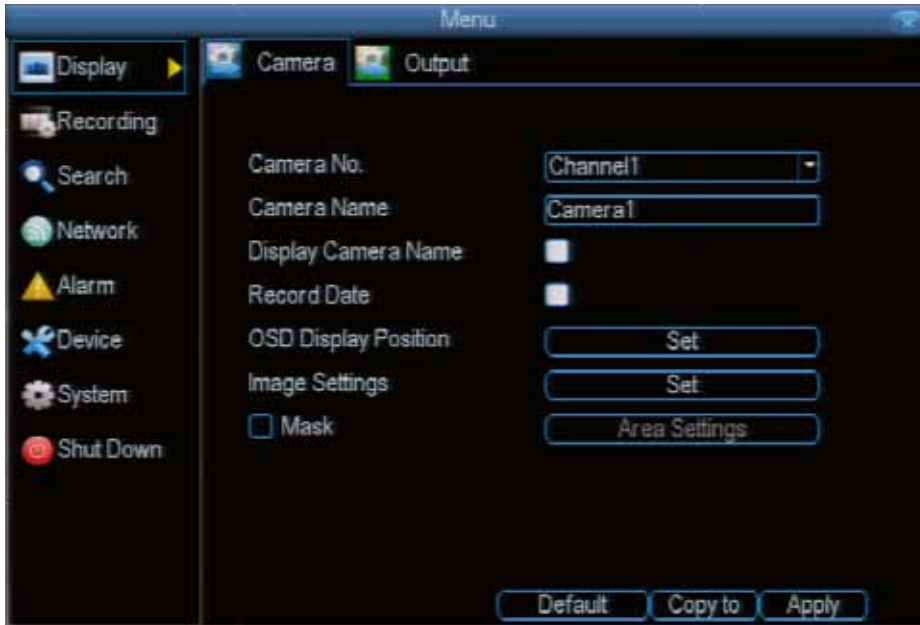 Menu
Display
Recording
Search
Network
Alarm
Device
System
Shut Down
Camera
Output
Camera No.
Channel1
Camera Name
Camera1
Display Camera Name
Record Date
OSD Display Position
Set
Image Settings
Set
Mask
Area Settings
Default
Copy to
Apply